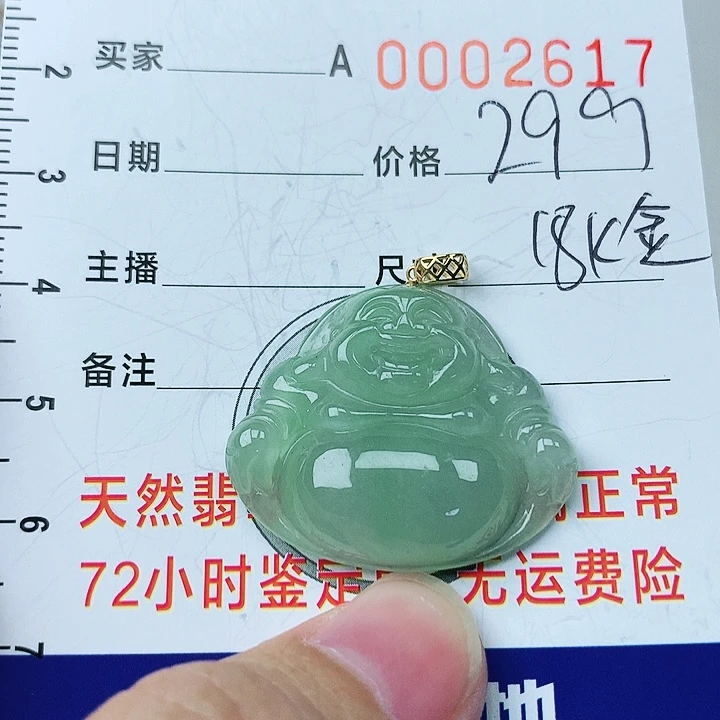 买家 A 0002617
日期 价格 299
主播 尺 18K金
备注
天然翡 正常
72小时鉴定 无运费险
2
3
4
5
6
7